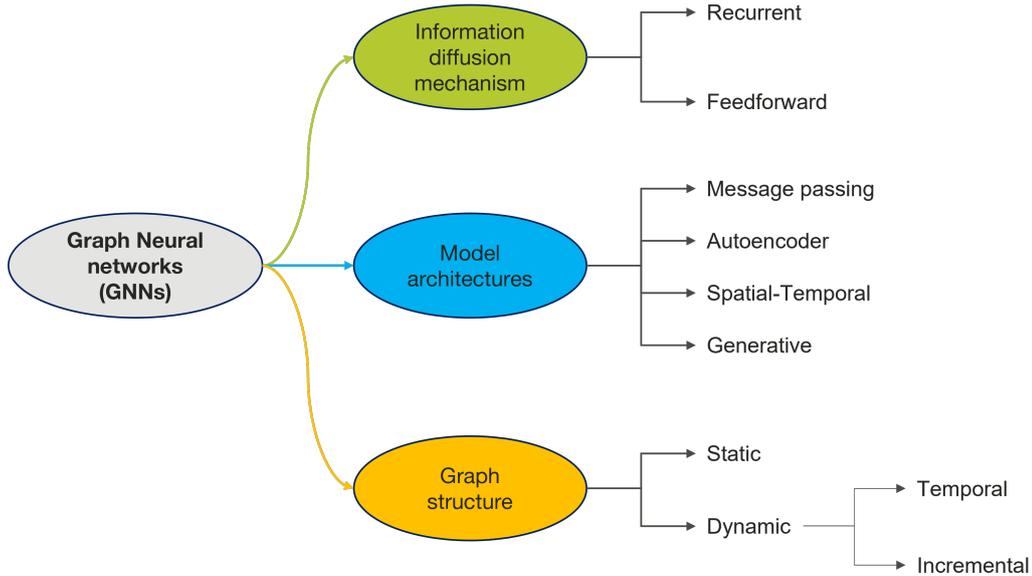 Graph Neural
networks
(GNNs)
Information
diffusion
mechanism
Recurrent
Feedforward
Model
architectures
Message passing
Autoencoder
Spatial-Temporal
Generative
Graph
structure
Static
Dynamic
Temporal
Incremental